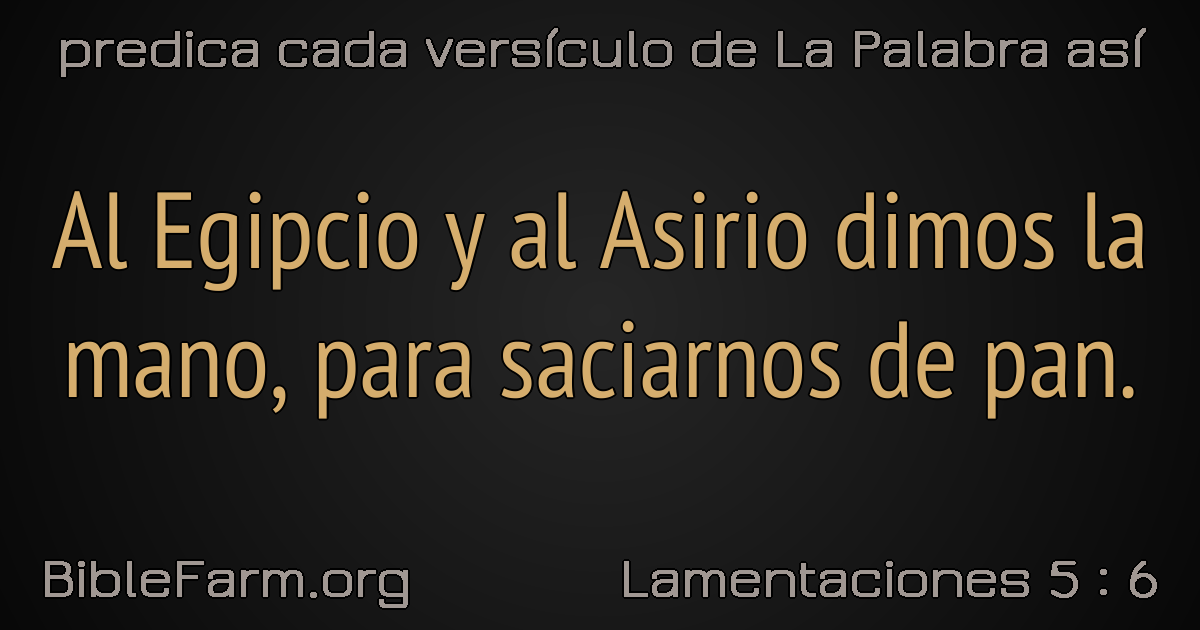 predica cada versículo de La Palabra así
Al Egipcio y al Asirio dimos la
mano, para saciarnos de pan.
BibleFarm.org
Lamentaciones 5 : 6